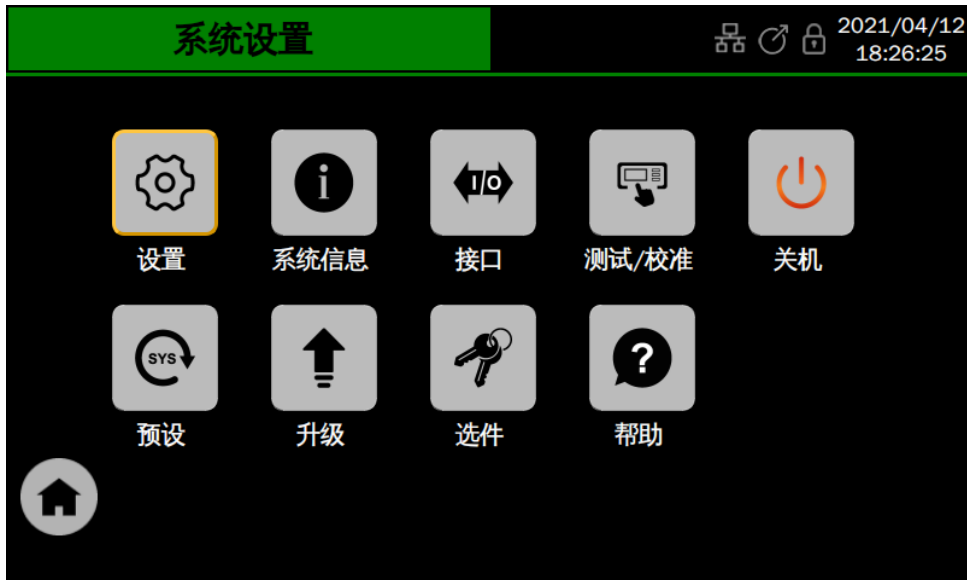 系统设置
2021/04/12
18:26:25
I/O
设置
系统信息
接口
测试/校准
关机
SYS
?
预设
升级
选件
帮助